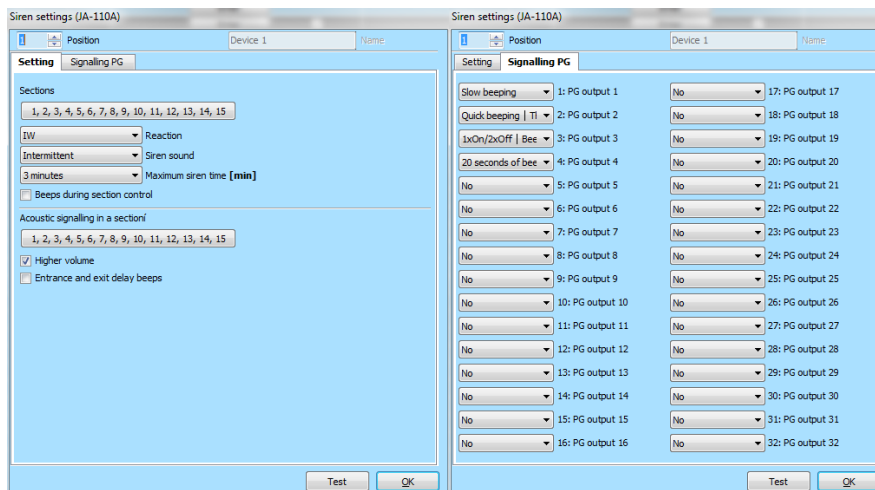 Siren settings (JA-110A)
1 Position Device 1 Name
Setting Signalling PG
Sections
1, 2, 3, 4, 5, 6, 7, 8, 9, 10, 11, 12, 13, 14, 15
IW Reaction
Intermittent Siren sound
3 minutes Maximum siren time [min]
Beeps during section control
Acoustic signalling in a sectioní
1, 2, 3, 4, 5, 6, 7, 8, 9, 10, 11, 12, 13, 14, 15
Higher volume
Entrance and exit delay beeps
Test OK
Siren settings (JA-110A)
1 Position Device 1 Name
Setting Signalling PG
Slow beeping 1: PG output 1 No 17: PG output 17
Quick beeping | Tl 2: PG output 2 No 18: PG output 18
1xOn/2xOff | Bee 3: PG output 3 No 19: PG output 19
20 seconds of bee 4: PG output 4 No 20: PG output 20
No 5: PG output 5 No 21: PG output 21
No 6: PG output 6 No 22: PG output 22
No 7: PG output 7 No 23: PG output 23
No 8: PG output 8 No 24: PG output 24
No 9: PG output 9 No 25: PG output 25
No 10: PG output 10 No 26: PG output 26
No 11: PG output 11 No 27: PG output 27
No 12: PG output 12 No 28: PG output 28
No 13: PG output 13 No 29: PG output 29
No 14: PG output 14 No 30: PG output 30
No 15: PG output 15 No 31: PG output 31
No 16: PG output 16 No 32: PG output 32
Test OK